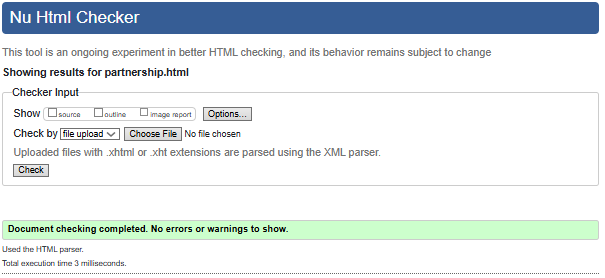 Nu Html Checker
This tool is an ongoing experiment in better HTML checking, and its behavior remains subject to change
Showing results for partnership.html
Checker Input
Show source outline image report Options...
Check by file upload Choose File No file chosen
Uploaded files with .xhtml or .xht extensions are parsed using the XML parser.
Check
Document checking completed. No errors or warnings to show.
Used the HTML parser.
Total execution time 3 milliseconds.